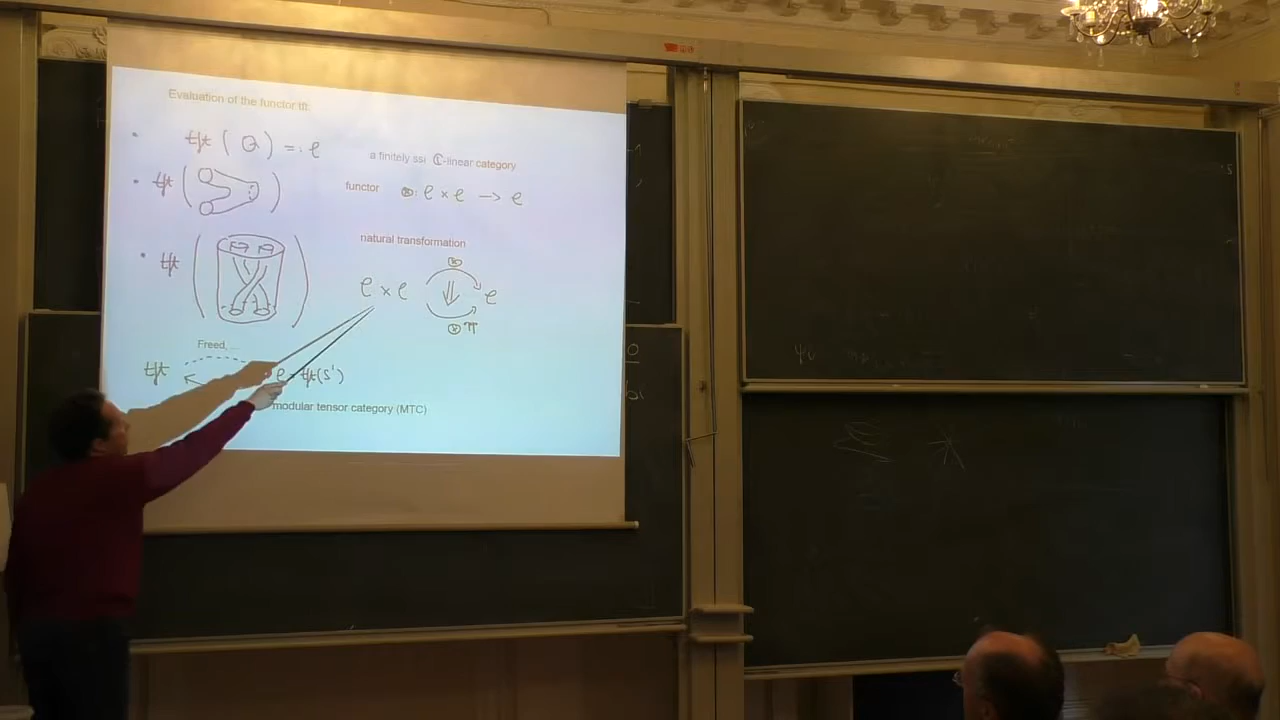 Evaluation of the functor tft:
• tft ( ) =: C a finitely ssi ℂ-linear category
• tft ( ) functor ⊗: C × C → C
• tft ( ) natural transformation
⊗
C × C ⇓ C
⊗ π
Freed, ...
tft C = tft(S¹)
modular tensor category (MTC)